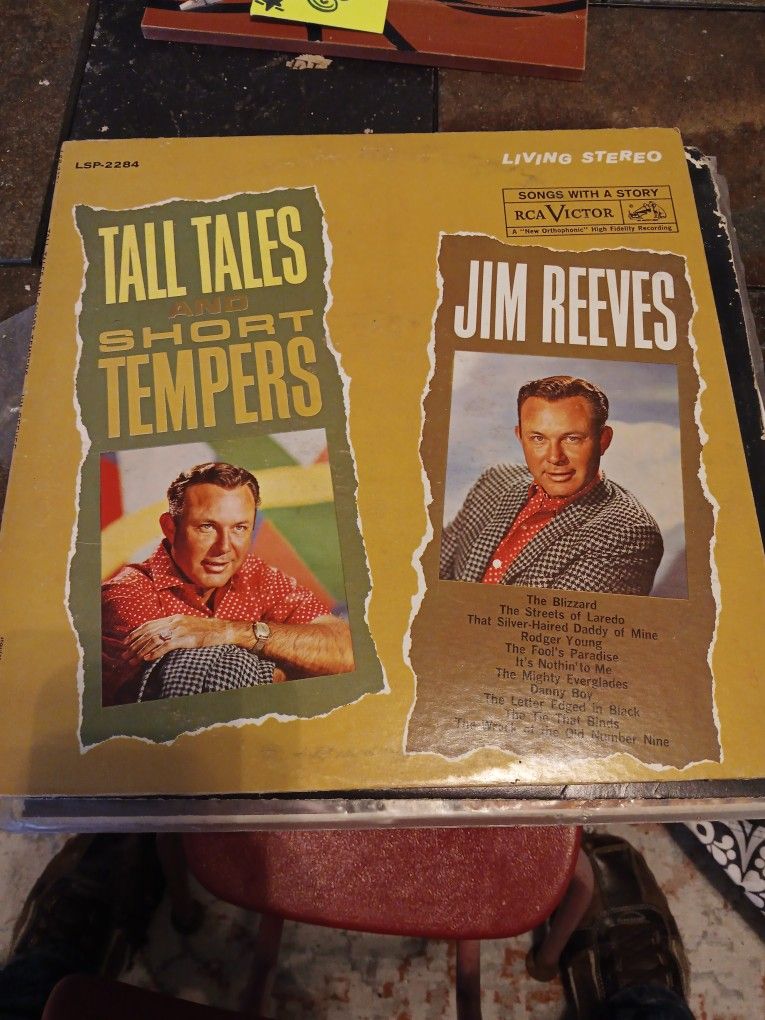 LSP-2284
LIVING STEREO
SONGS WITH A STORY
RCA VICTOR
A "New Orthophonic" High Fidelity Recording
TALL TALES
AND
SHORT
TEMPERS
JIM REEVES
The Blizzard
The Streets of Laredo
That Silver-Haired Daddy of Mine
Rodger Young
The Fool's Paradise
It's Nothin' to Me
The Mighty Everglades
Danny Boy
The Letter Edged in Black
The Tie That Binds
The Wreck of the Old Number Nine